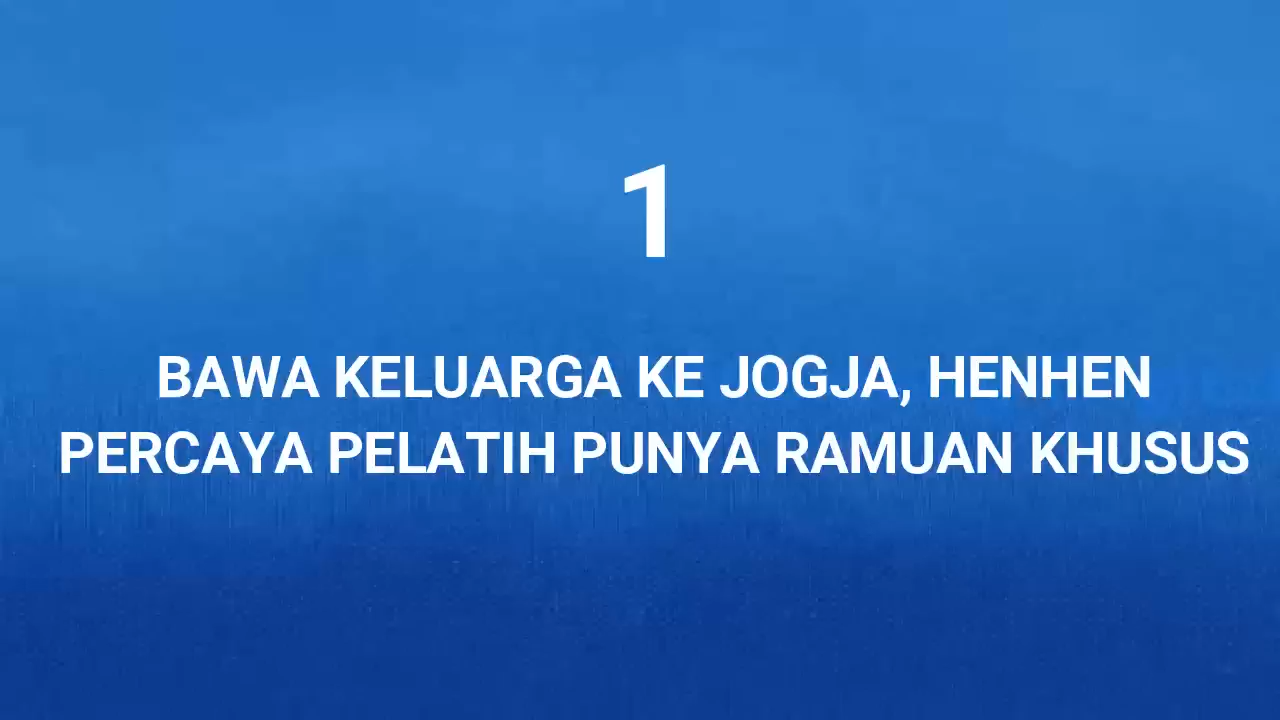 1
BAWA KELUARGA KE JOGJA, HENHEN
PERCAYA PELATIH PUNYA RAMUAN KHUSUS